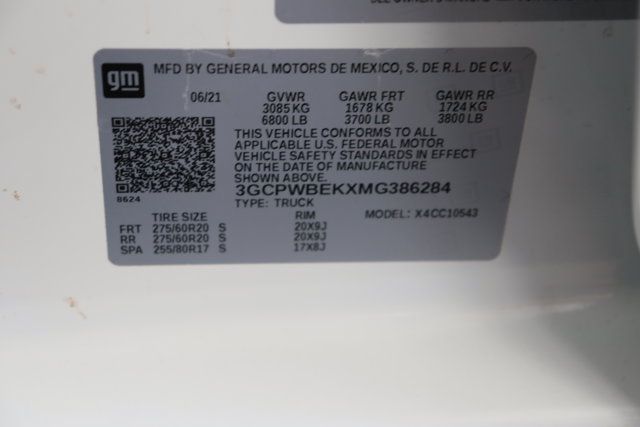 SEE OWNER'S MANUAL
gm
MFD BY GENERAL MOTORS DE MEXICO, S. DE R.L. DE C.V.
06/21 GVWR GAWR FRT GAWR RR
3085 KG 1678 KG 1724 KG
6800 LB 3700 LB 3800 LB
THIS VEHICLE CONFORMS TO ALL
APPLICABLE U.S. FEDERAL MOTOR
VEHICLE SAFETY STANDARDS IN EFFECT
ON THE DATE OF MANUFACTURE
SHOWN ABOVE.
8624
3GCPWBEKXMG386284
TYPE: TRUCK MODEL: X4CC10543
TIRE SIZE RIM
FRT 275/60R20 S 20X9J
RR 275/60R20 S 20X9J
SPA 255/80R17 S 17X8J